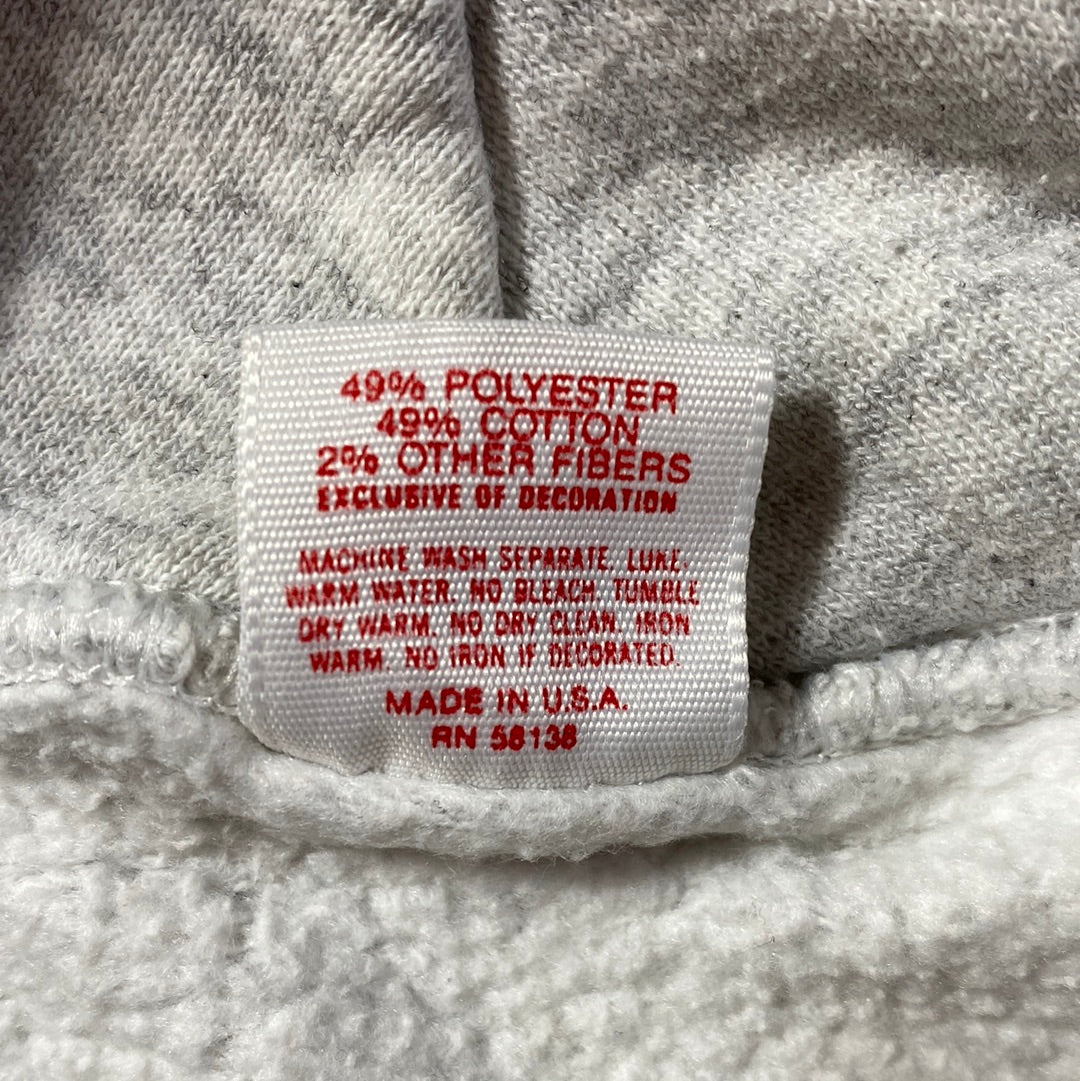 49% POLYESTER
49% COTTON
2% OTHER FIBERS
EXCLUSIVE OF DECORATION
MACHINE WASH SEPARATE. LUKE.
WARM WATER. NO BLEACH. TUMBLE
DRY WARM. NO DRY CLEAN. IRON
WARM. NO IRON IF DECORATED.
MADE IN U.S.A.
RN 58138